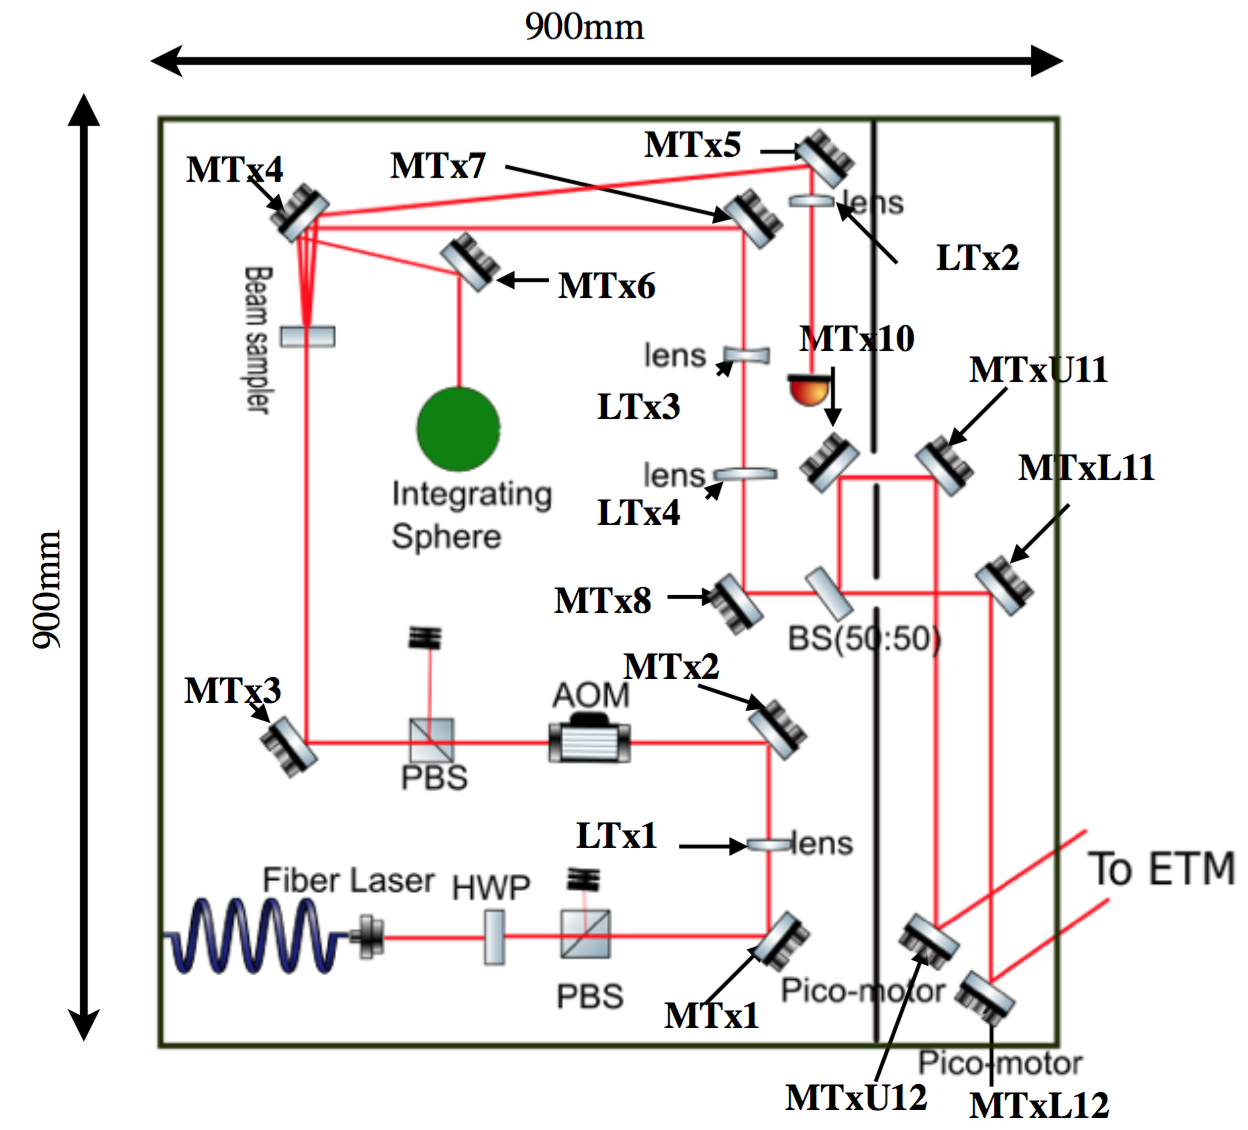 900mm
900mm
MTx4
MTx7
MTx5
lens
LTx2
MTx6
Beam sampler
MTx10
lens
LTx3
MTxU11
MTxL11
lens
LTx4
Integrating
Sphere
MTx8
BS(50:50)
MTx2
MTx3
AOM
PBS
LTx1
lens
Fiber Laser
HWP
To ETM
PBS
Pico-motor
MTx1
Pico-motor
MTxU12
MTxL12